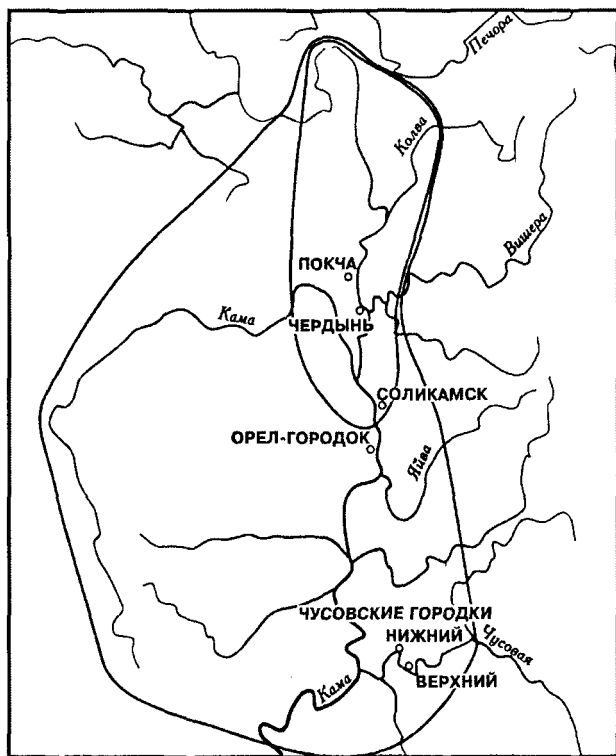 Печора
Колва
Вишера
ПОКЧА
Кама
ЧЕРДЫНЬ
СОЛИКАМСК
ОРЕЛ-ГОРОДОК
Яйва
ЧУСОВСКИЕ ГОРОДКИ
НИЖНИЙ
Чусовая
ВЕРХНИЙ
Кама